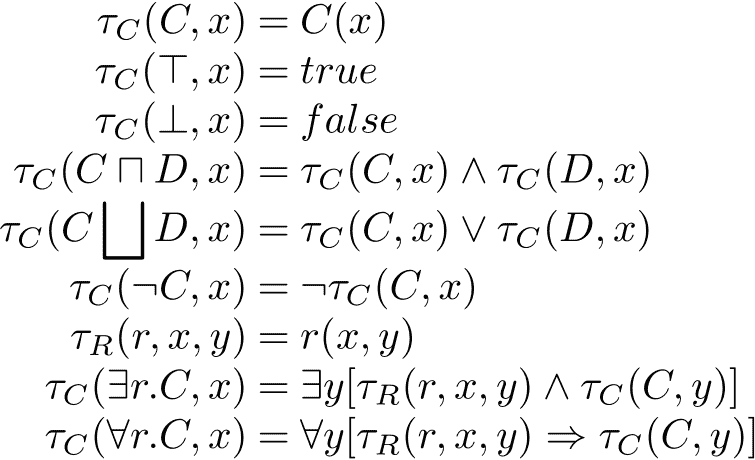 τ_C(C, x) = C(x)
τ_C(⊤, x) = true
τ_C(⊥, x) = false
τ_C(C ⊓ D, x) = τ_C(C, x) ∧ τ_C(D, x)
τ_C(C ⨆ D, x) = τ_C(C, x) ∨ τ_C(D, x)
τ_C(¬C, x) = ¬τ_C(C, x)
τ_R(r, x, y) = r(x, y)
τ_C(∃r.C, x) = ∃y[τ_R(r, x, y) ∧ τ_C(C, y)]
τ_C(∀r.C, x) = ∀y[τ_R(r, x, y) ⇒ τ_C(C, y)]